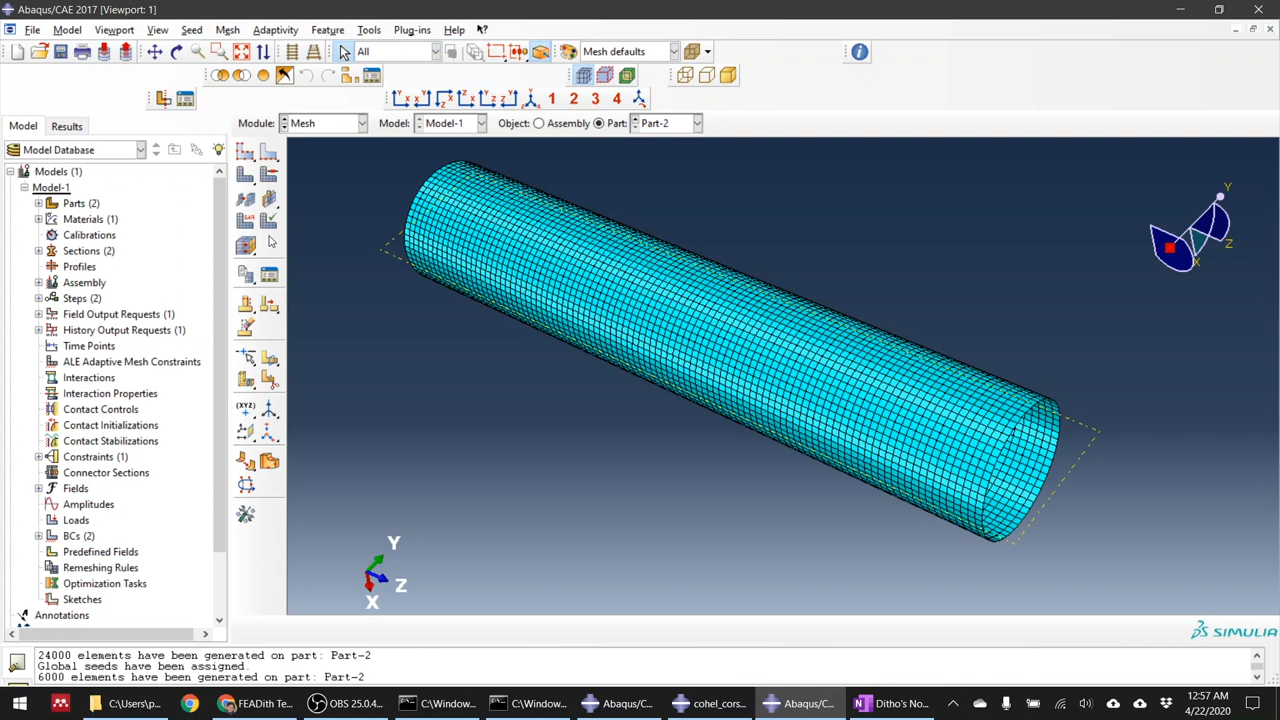 Abaqus/CAE 2017 [Viewport: 1]
File Model Viewport View Seed Mesh Adaptivity Feature Tools Plug-ins Help
All Mesh defaults
1 2 3 4
Model Results Module: Mesh Model: Model-1 Object: Assembly Part: Part-2
Model Database
Models (1)
Model-1
Parts (2)
Materials (1)
Calibrations
Sections (2)
Profiles
Assembly
Steps (2)
Field Output Requests (1)
History Output Requests (1)
Time Points
ALE Adaptive Mesh Constraints
Interactions
Interaction Properties
Contact Controls
Contact Initializations
Contact Stabilizations
Constraints (1)
Connector Sections
Fields
Amplitudes
Loads
BCs (2)
Predefined Fields
Remeshing Rules
Optimization Tasks
Sketches
Annotations
(XYZ)
Y
Z
X
Y
Z
X
SIMULIA
24000 elements have been generated on part: Part-2
Global seeds have been assigned.
6000 elements have been generated on part: Part-2
C:\Users\p... FEADith Te... OBS 25.0.4... C:\Window... C:\Window... Abaqus/C... cohel_cors... Abaqus/C... Ditho's No...
12:57 AM
4/22/2020